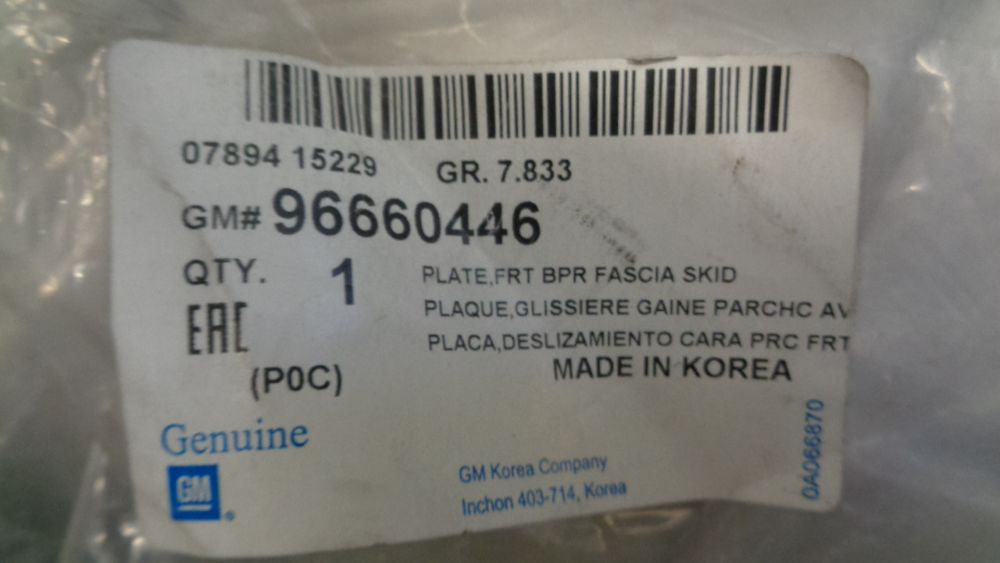 07894 15229 GR. 7.833
GM# 96660446
QTY. 1
PLATE,FRT BPR FASCIA SKID
PLAQUE,GLISSIERE GAINE PARCHC AV
PLACA,DESLIZAMIENTO CARA PRC FRT
EAC
(P0C)
MADE IN KOREA
Genuine
GM
GM Korea Company
Inchon 403-714, Korea
0A066870